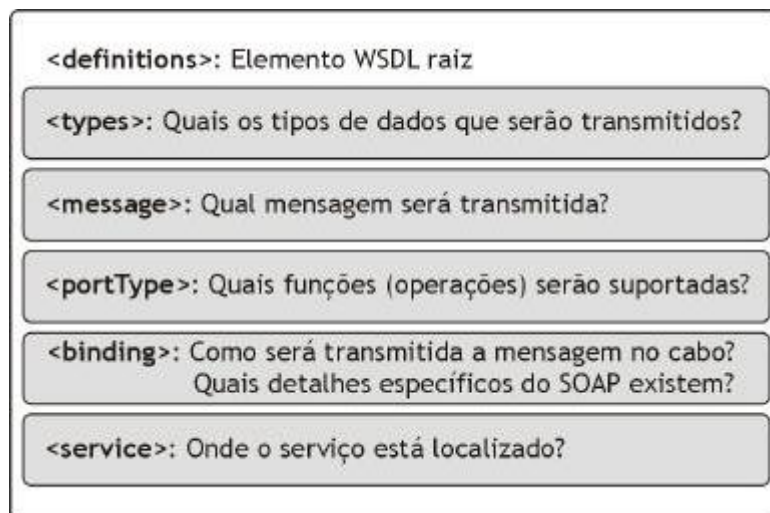 <definitions>: Elemento WSDL raiz
<types>: Quais os tipos de dados que serão transmitidos?
<message>: Qual mensagem será transmitida?
<portType>: Quais funções (operações) serão suportadas?
<binding>: Como será transmitida a mensagem no cabo?
Quais detalhes específicos do SOAP existem?
<service>: Onde o serviço está localizado?